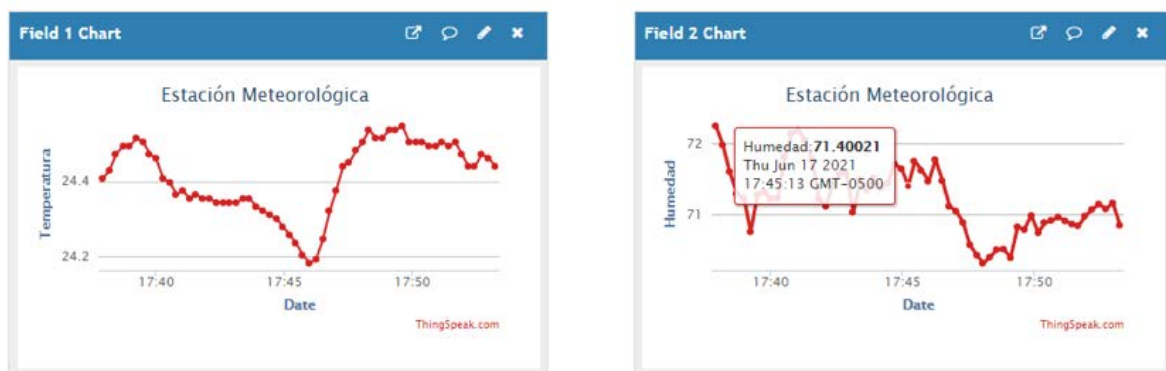 Field 1 Chart
Estación Meteorológica
Temperatura
24.4
24.2
17:40
17:45
17:50
Date
ThingSpeak.com
Field 2 Chart
Estación Meteorológica
Humedad
72
71
Humedad:71.40021
Thu Jun 17 2021
17:45:13 GMT-0500
17:40
17:45
17:50
Date
ThingSpeak.com